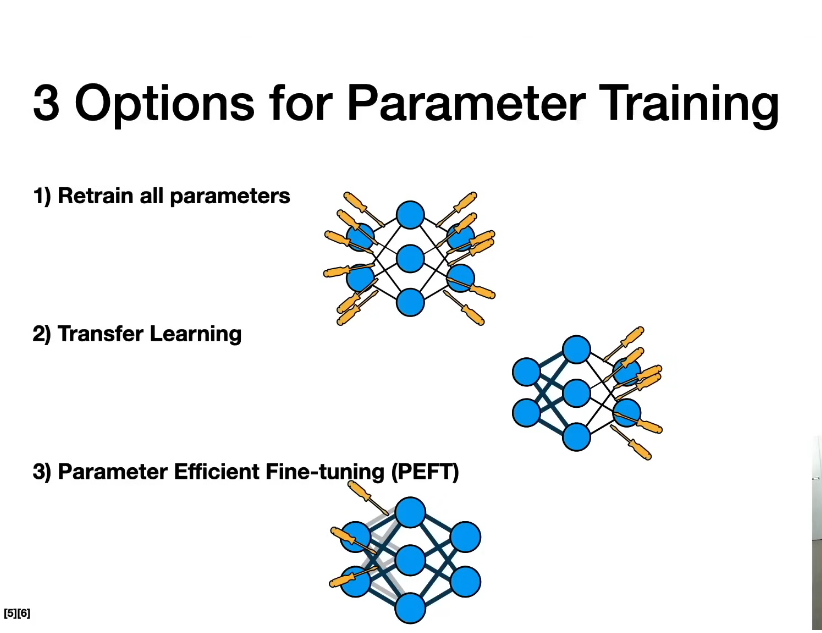 3 Options for Parameter Training
1) Retrain all parameters
2) Transfer Learning
3) Parameter Efficient Fine-tuning (PEFT)
[5][6]